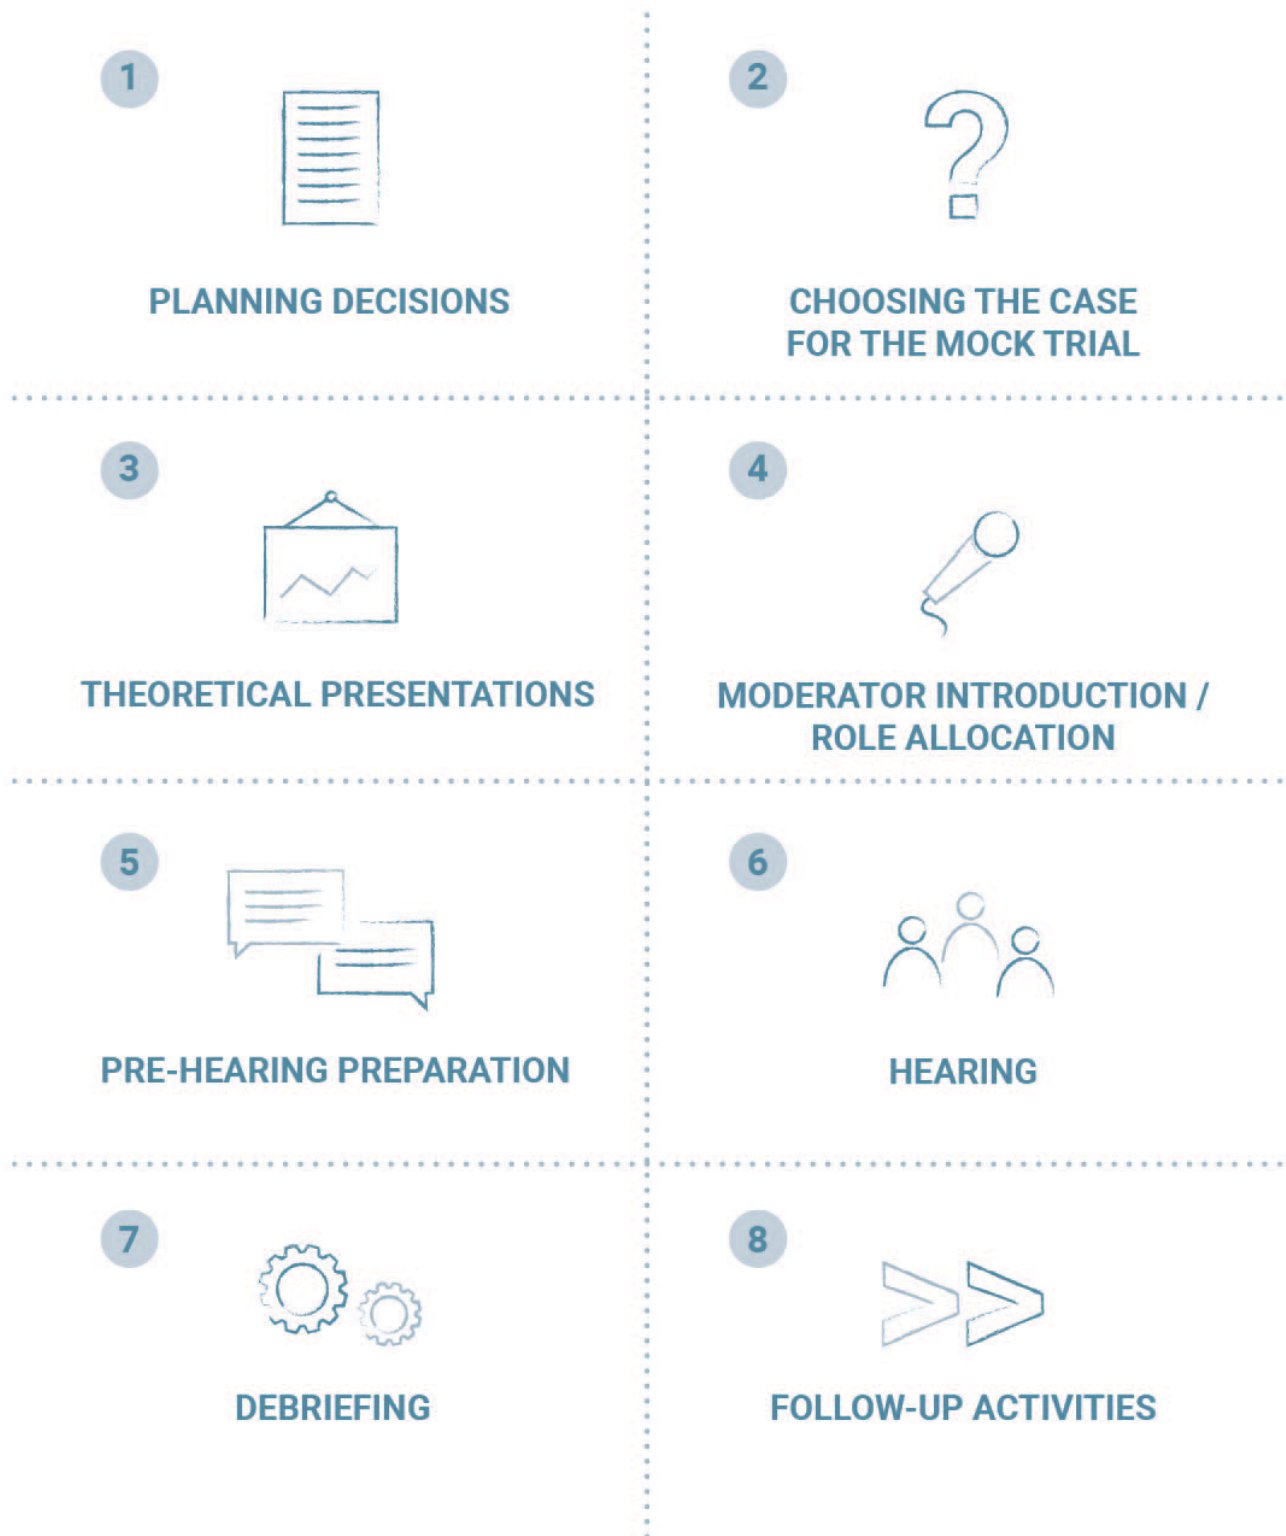 1
PLANNING DECISIONS
2
CHOOSING THE CASE
FOR THE MOCK TRIAL
3
THEORETICAL PRESENTATIONS
4
MODERATOR INTRODUCTION /
ROLE ALLOCATION
5
PRE-HEARING PREPARATION
6
HEARING
7
DEBRIEFING
8
FOLLOW-UP ACTIVITIES